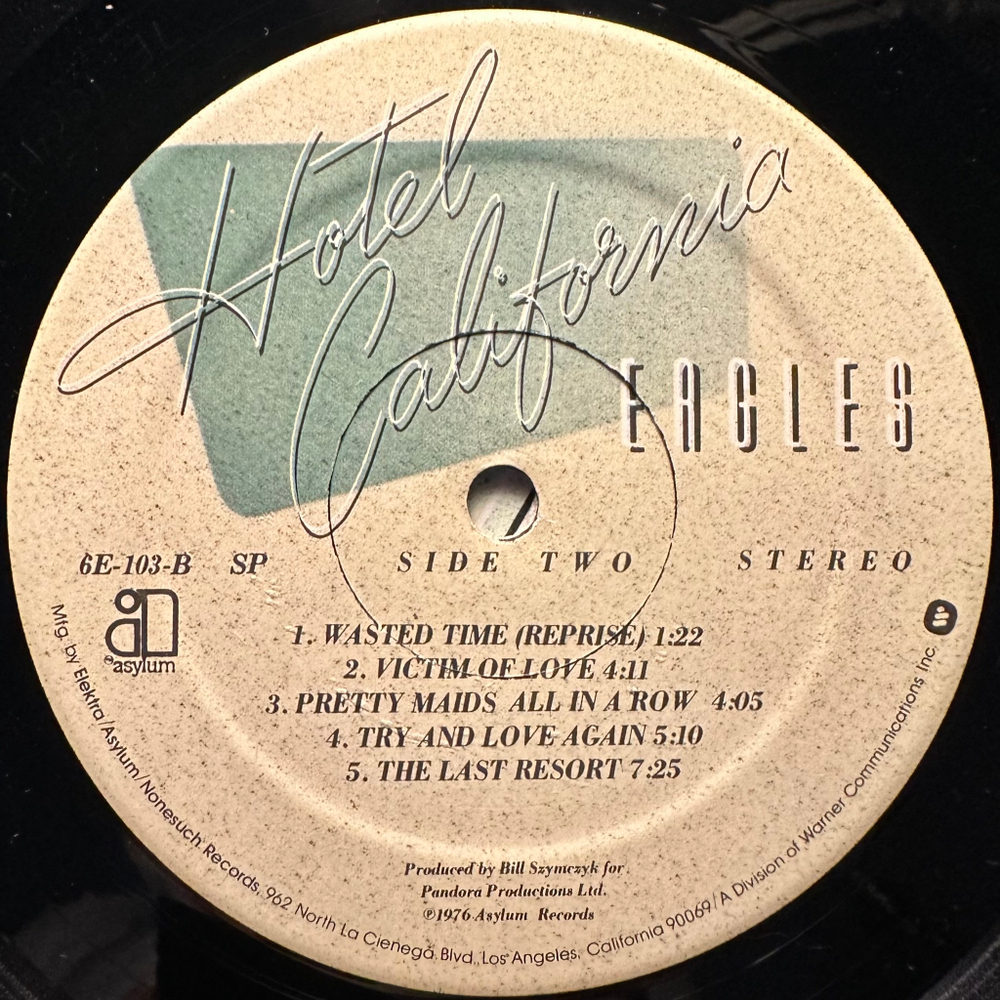 Hotel
California
EAGLES
6E-103-B SP SIDE TWO STEREO
asylum
1. WASTED TIME (REPRISE) 1:22
2. VICTIM OF LOVE 4:11
3. PRETTY MAIDS ALL IN A ROW 4:05
4. TRY AND LOVE AGAIN 5:10
5. THE LAST RESORT 7:25
Produced by Bill Szymczyk for
Pandora Productions Ltd.
℗1976 Asylum Records
Mfg. by Elektra/Asylum/Nonesuch Records, 962 North La Cienega Blvd., Los Angeles, California 90069/A Division of Warner Communications Inc.